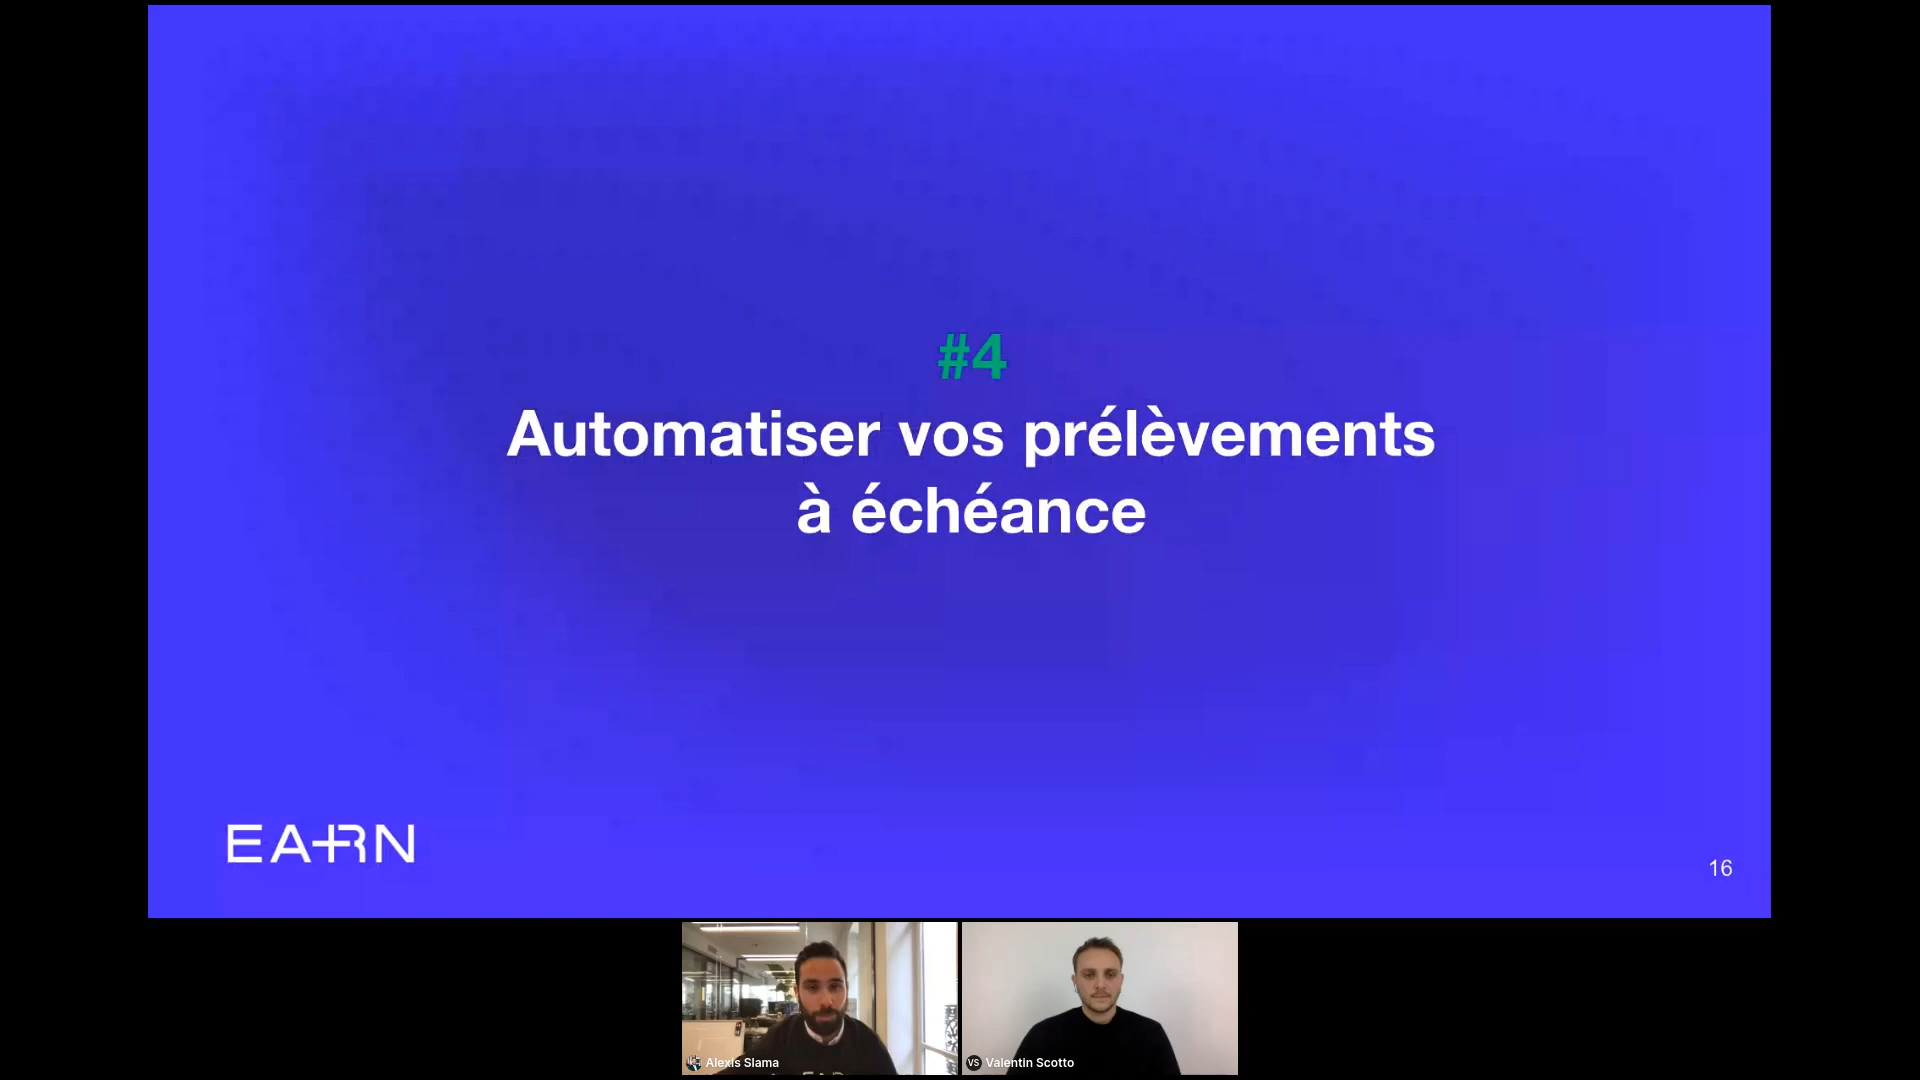 #4
Automatiser vos prélèvements
à échéance
EARN
16
Alexis Slama
VS Valentin Scotto